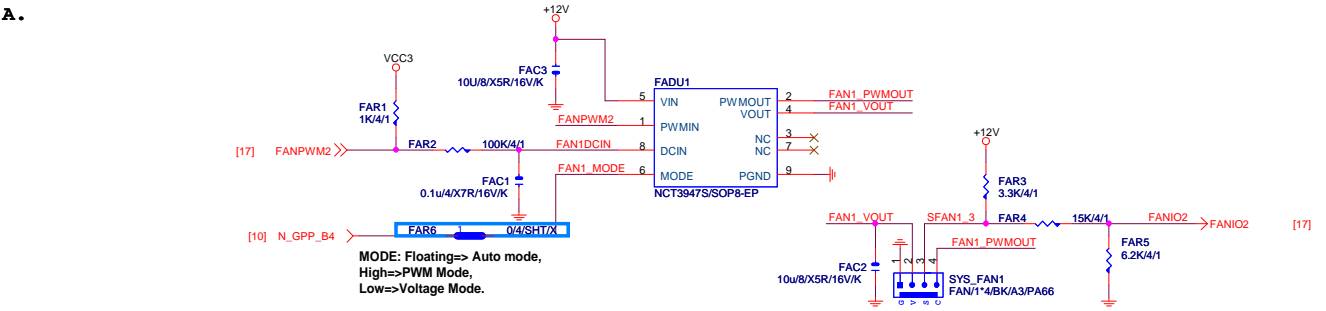 A.
+12V
VCC3
FAC3
10U/8/X5R/16V/K
FADU1
FAR1
1K/4/1
5 VIN PWMOUT 2 FAN1_PWMOUT
VOUT 4 FAN1_VOUT
FANPWM2 1 PWMIN
NC 3
[17] FANPWM2 FAR2 100K/4/1 FAN1DCIN 8 DCIN NC 7
FAN1_MODE 6 MODE PGND 9
FAC1
0.1u/4/X7R/16V/K
NCT3947S/SOP8-EP
+12V
FAR3
3.3K/4/1
[10] N_GPP_B4 FAR6 1 0/4/SHT/X
MODE: Floating=> Auto mode,
High=>PWM Mode,
Low=>Voltage Mode.
FAN1_VOUT SFAN1_3 FAR4 15K/4/1 FANIO2 FANIO2 [17]
FAN1_PWMOUT
FAR5
6.2K/4/1
FAC2
10u/8/X5R/16V/K
1 2 3 4
SYS_FAN1
FAN/1*4/BK/A3/PA66
G V S C